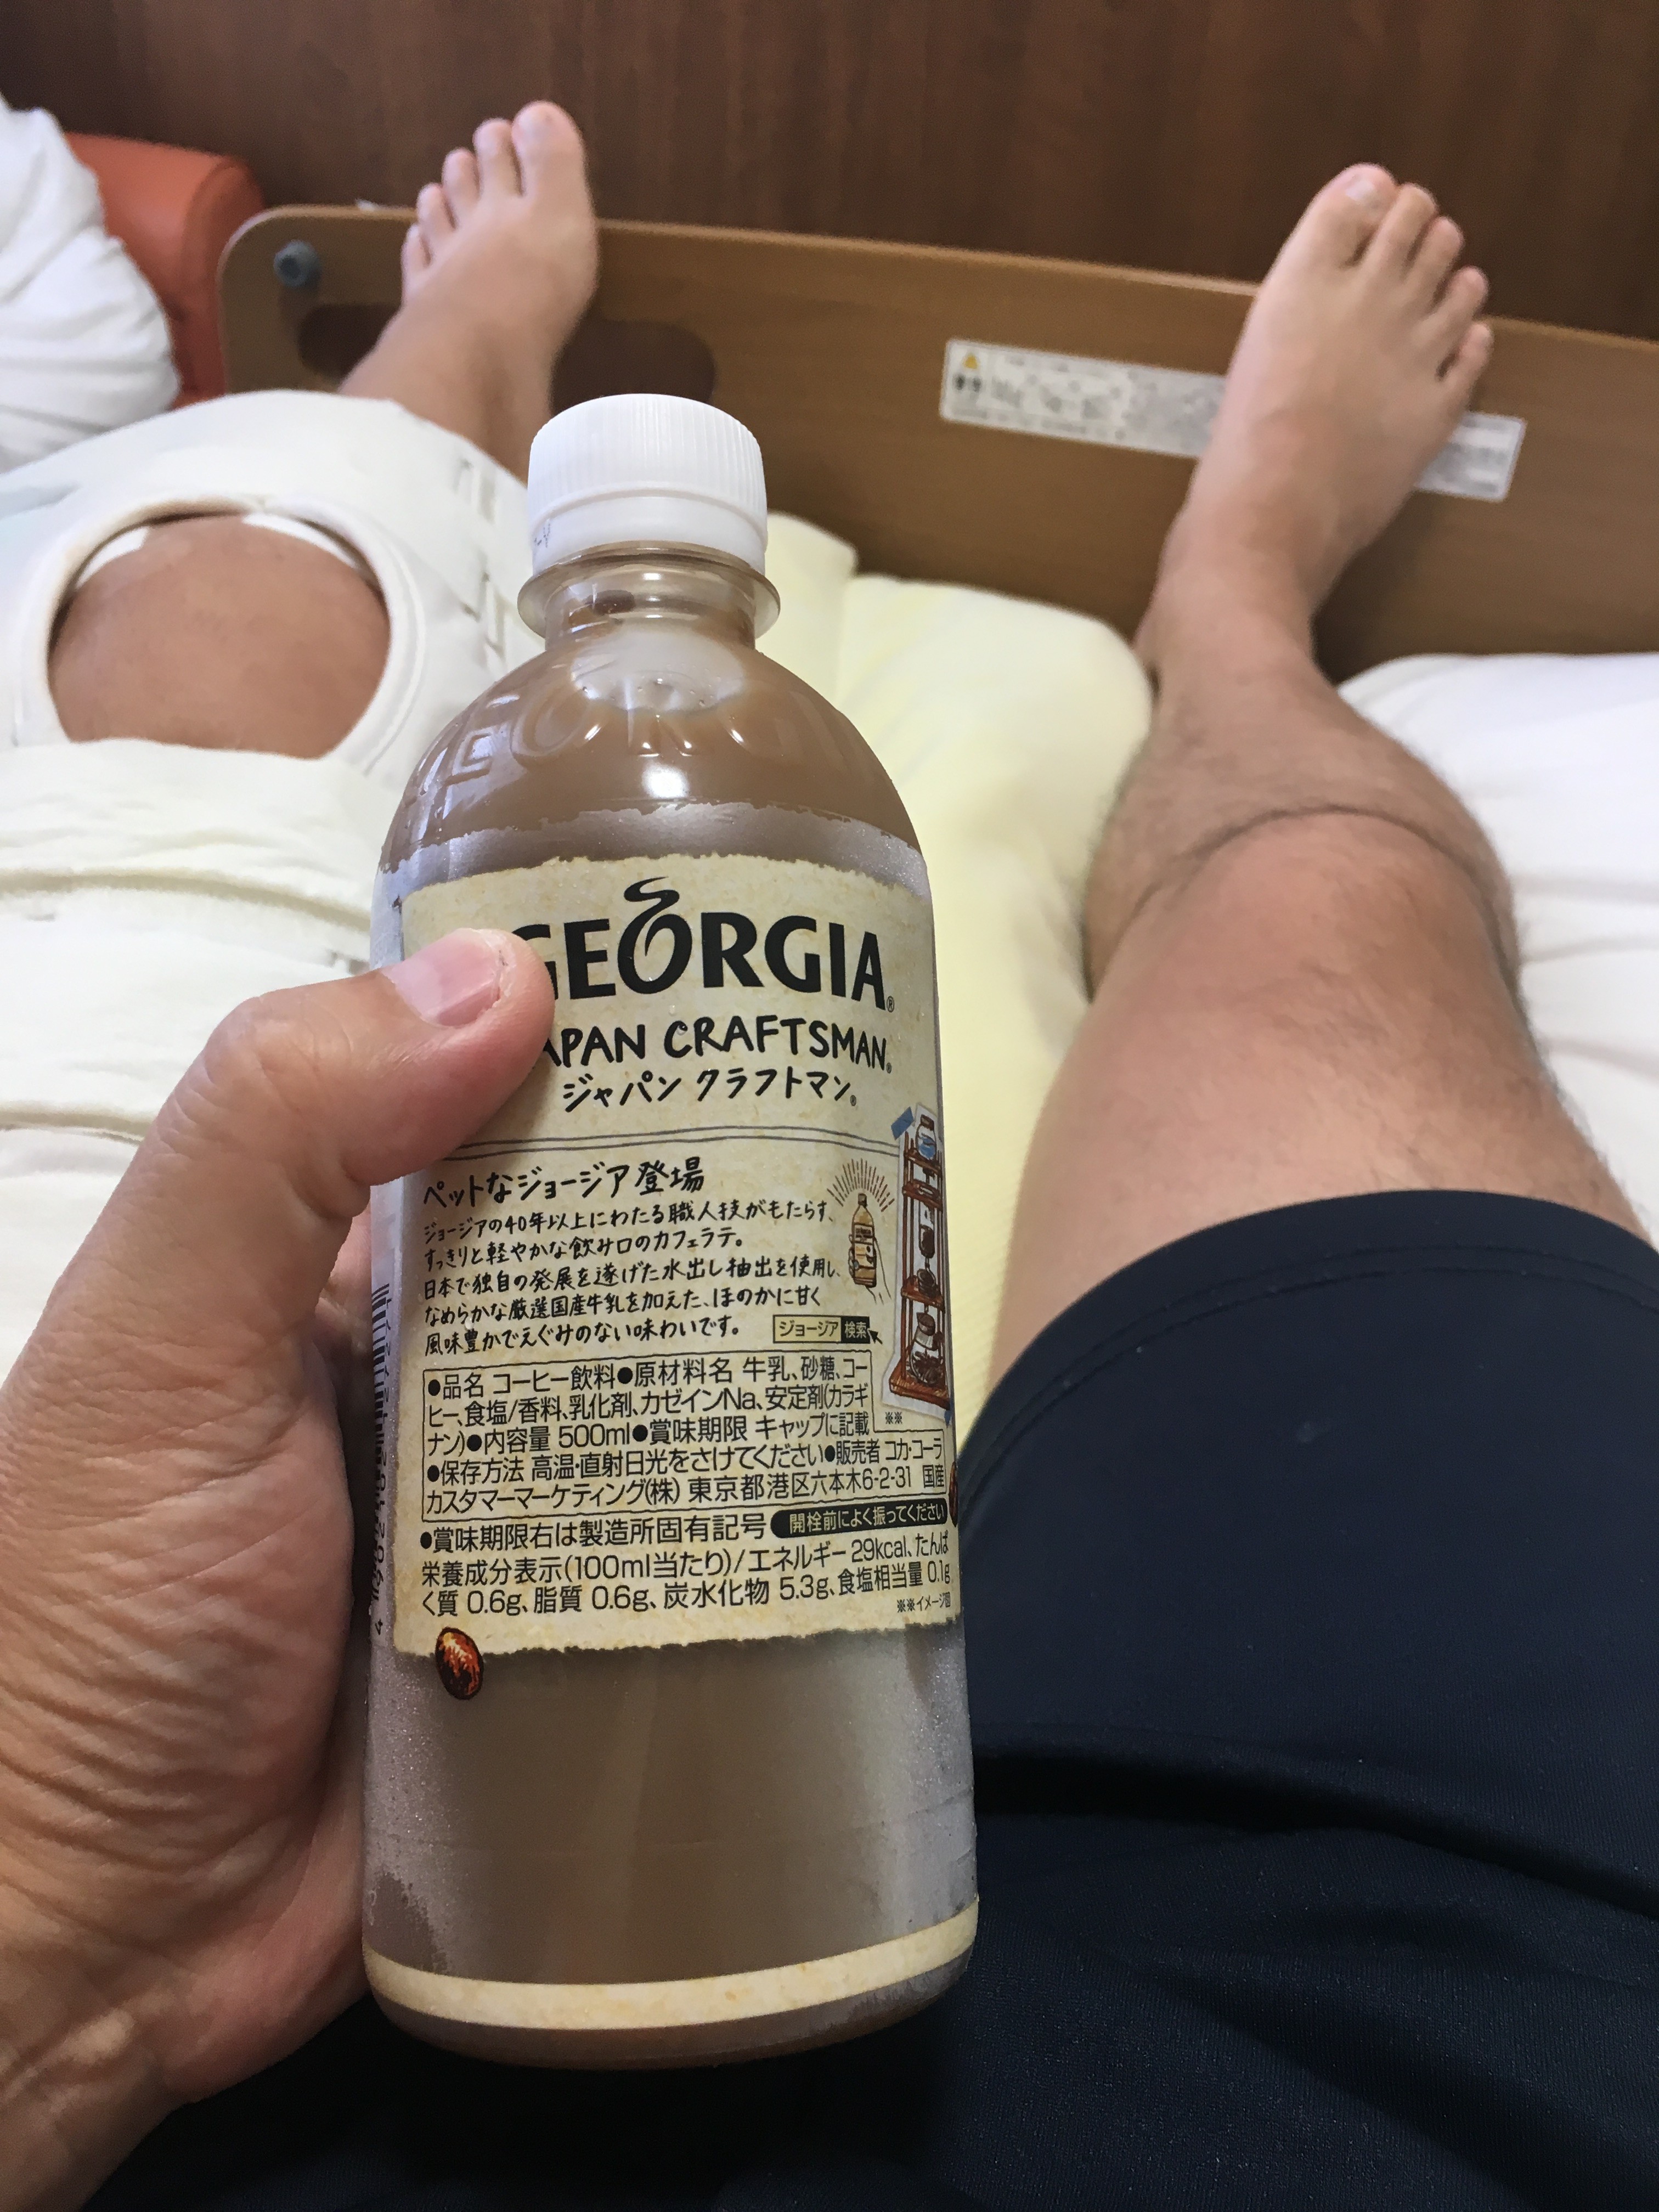 GEORGIA®
APAN CRAFTSMAN®
ジャパン クラフトマン®
ペットなジョージア登場
ジョージアの40年以上にわたる職人技がもたらす、
すっきりと軽やかな飲み口のカフェラテ。
日本で独自の発展を遂げた水出し抽出を使用し、
なめらかな厳選国産牛乳を加えた、ほのかに甘く
風味豊かでえぐみのない味わいです。
ジョージア 検索
●品名 コーヒー飲料●原材料名 牛乳、砂糖、コー
ヒー、食塩/香料、乳化剤、カゼインNa、安定剤(カラギ
ナン)●内容量 500ml●賞味期限 キャップに記載
※※
●保存方法 高温・直射日光をさけてください●販売者 コカ・コーラ
カスタマーマーケティング(株) 東京都港区六本木6-2-31 国産
●賞味期限右は製造所固有記号 開栓前によく振ってください
栄養成分表示(100ml当たり)/エネルギー 29kcal、たんぱ
く質 0.6g、脂質 0.6g、炭水化物 5.3g、食塩相当量 0.1g
※※イメージ図